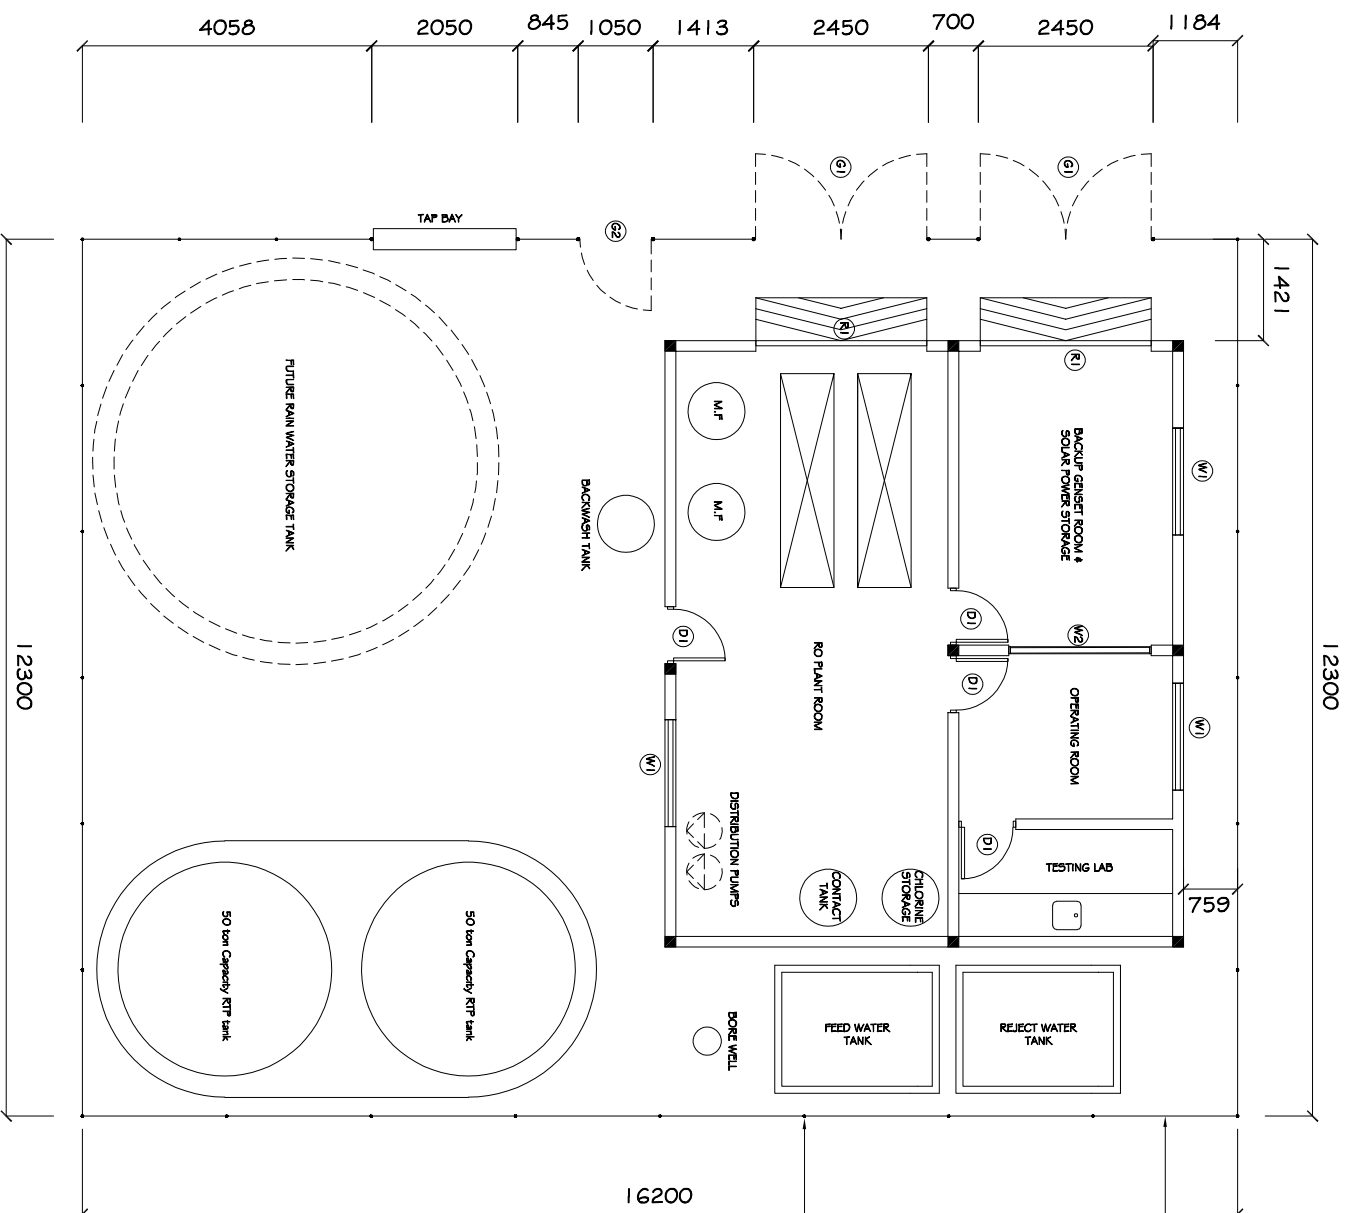 4058
2050
845
1050
1413
2450
700
2450
1184
G1
G1
TAP BAY
G2
1421
R1
R1
M.F
M.F
FUTURE RAIN WATER STORAGE TANK
BACKWASH TANK
BACKUP GENSET ROOM &
SOLAR POWER STORAGE
W1
D1
D1
W2
D1
RO PLANT ROOM
OPERATING ROOM
12300
12300
W1
W1
DISTRIBUTION PUMPS
D1
TESTING LAB
CONTACT
TANK
CHLORINE
STORAGE
759
50 ton Capacity RTP tank
50 ton Capacity RTP tank
BORE WELL
FEED WATER
TANK
REJECT WATER
TANK
16200